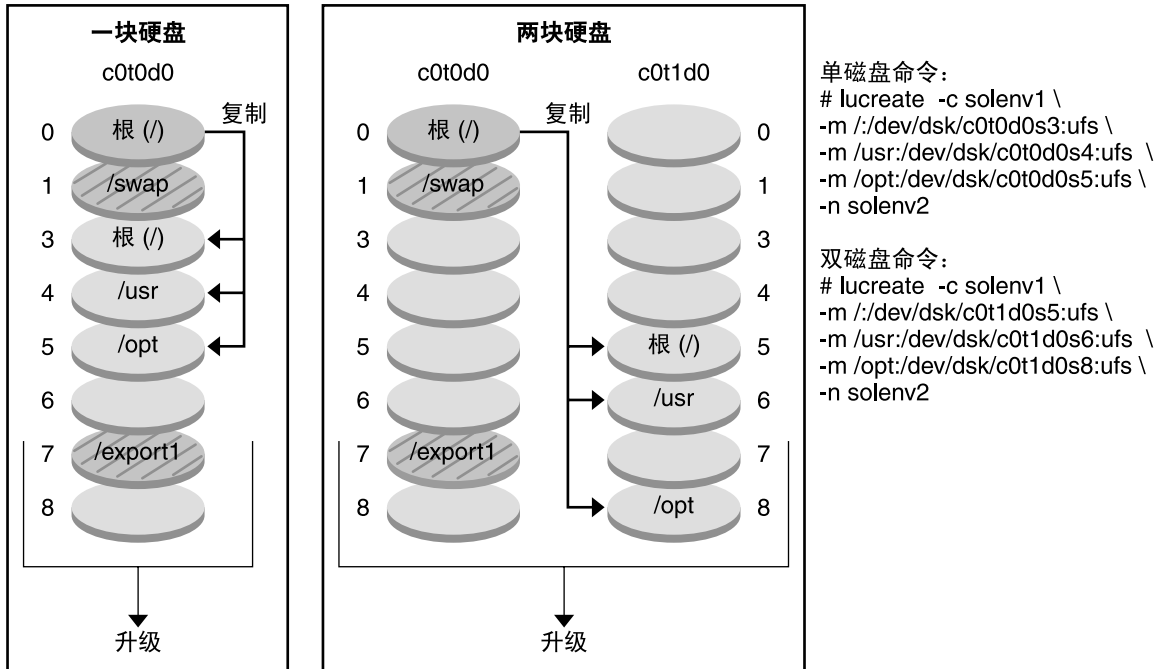 一块硬盘
c0t0d0
复制
0 根 (/)
1 /swap
3 根 (/)
4 /usr
5 /opt
6
7 /export1
8
升级
两块硬盘
c0t0d0 c0t1d0
复制
0 根 (/) 0
1 /swap 1
3 3
4 4
5 根 (/) 5
6 /usr 6
7 /export1 7
8 /opt 8
升级
单磁盘命令：
# lucreate -c solenv1 \
-m /:/dev/dsk/c0t0d0s3:ufs \
-m /usr:/dev/dsk/c0t0d0s4:ufs \
-m /opt:/dev/dsk/c0t0d0s5:ufs \
-n solenv2
双磁盘命令：
# lucreate -c solenv1 \
-m /:/dev/dsk/c0t1d0s5:ufs \
-m /usr:/dev/dsk/c0t1d0s6:ufs \
-m /opt:/dev/dsk/c0t1d0s8:ufs \
-n solenv2